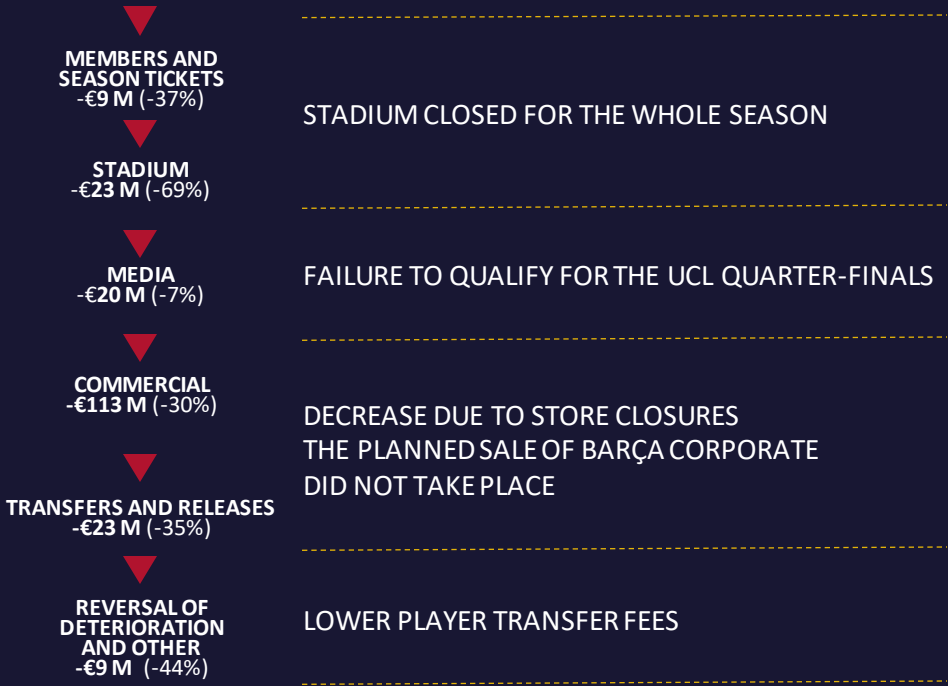 MEMBERS AND
SEASON TICKETS
-€9 M (-37%)
STADIUM CLOSED FOR THE WHOLE SEASON
STADIUM
-€23 M (-69%)
MEDIA
-€20 M (-7%)
FAILURE TO QUALIFY FOR THE UCL QUARTER-FINALS
COMMERCIAL
-€113 M (-30%)
DECREASE DUE TO STORE CLOSURES
THE PLANNED SALE OF BARÇA CORPORATE
DID NOT TAKE PLACE
TRANSFERS AND RELEASES
-€23 M (-35%)
REVERSAL OF
DETERIORATION
AND OTHER
-€9 M (-44%)
LOWER PLAYER TRANSFER FEES